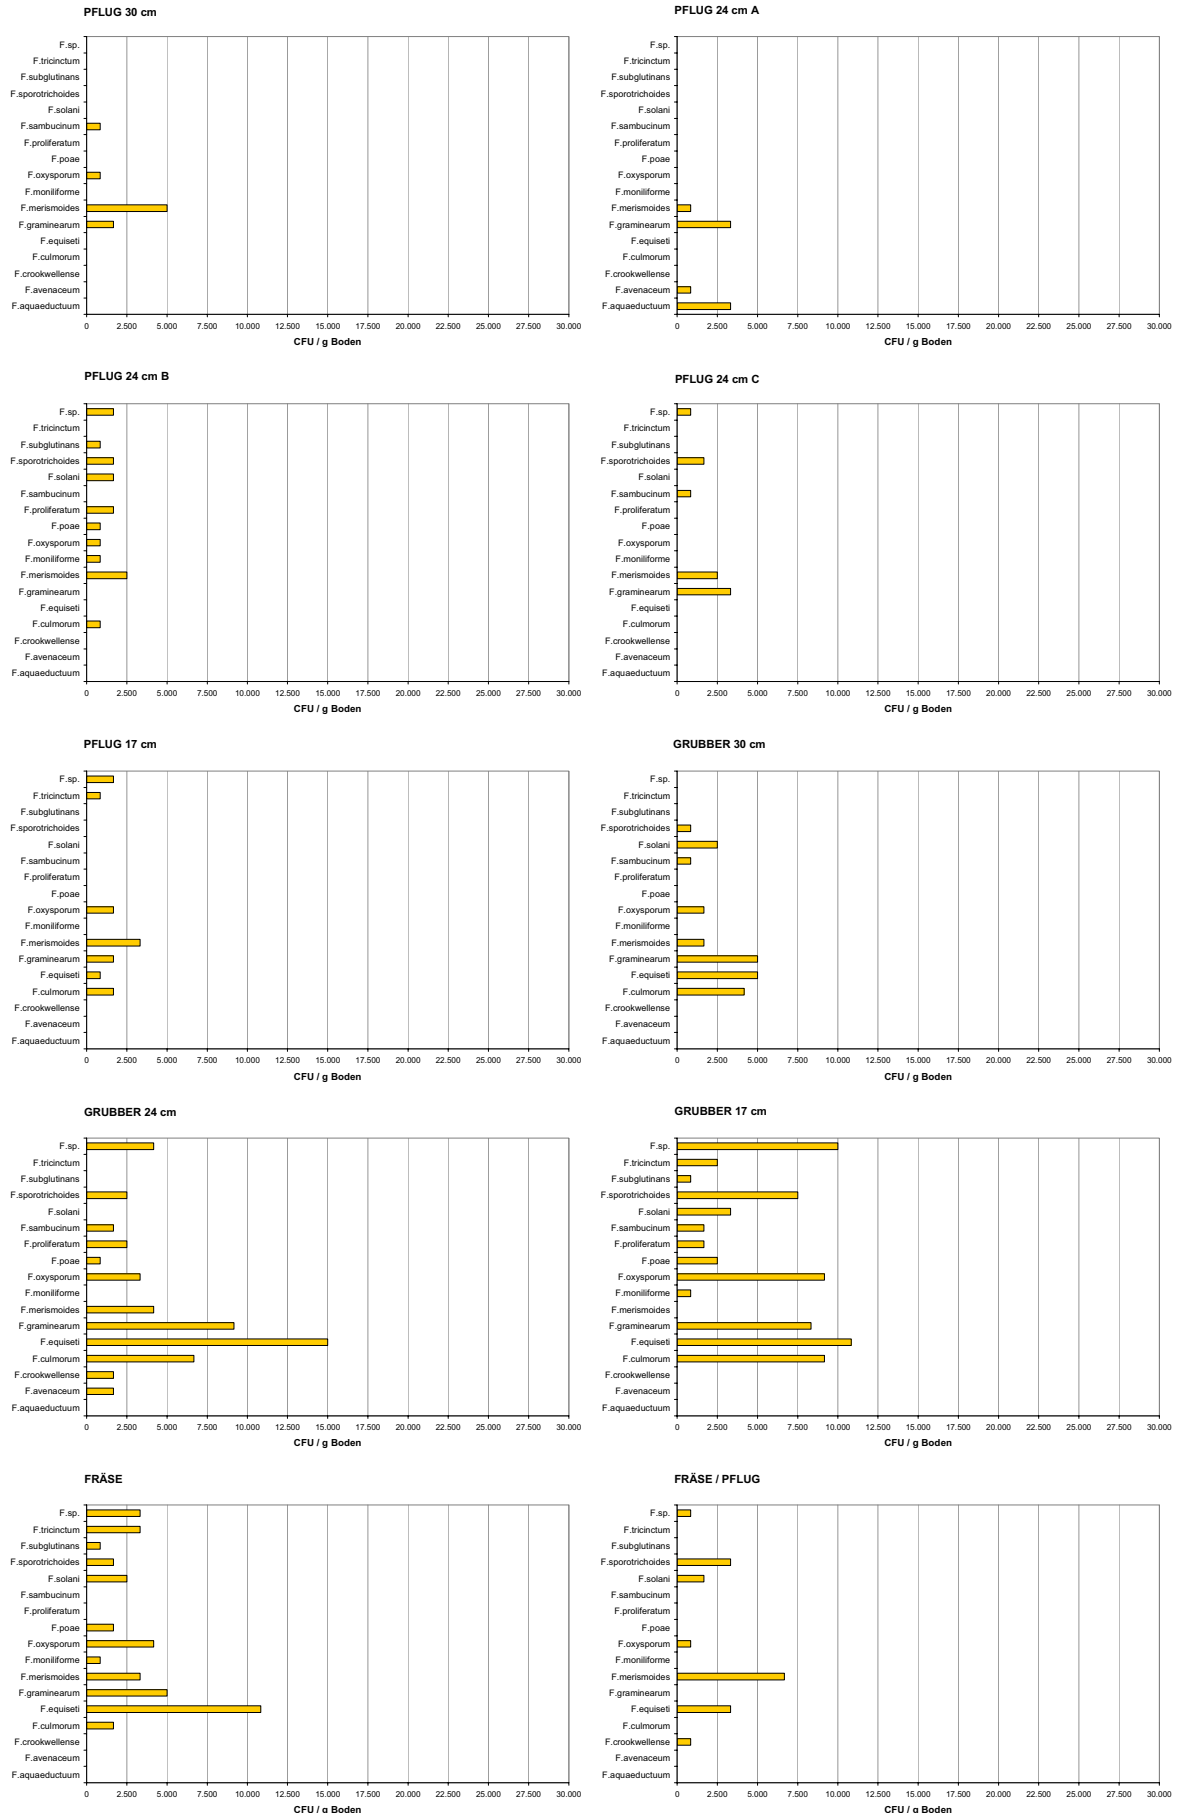 PFLUG 30 cm
F.sp.
F.tricinctum
F.subglutinans
F.sporotrichoides
F.solani
F.sambucinum
F.proliferatum
F.poae
F.oxysporum
F.moniliforme
F.merismoides
F.graminearum
F.equiseti
F.culmorum
F.crookwellense
F.avenaceum
F.aquaeductuum
0 2.500 5.000 7.500 10.000 12.500 15.000 17.500 20.000 22.500 25.000 27.500 30.000
CFU / g Boden
PFLUG 24 cm A
F.sp.
F.tricinctum
F.subglutinans
F.sporotrichoides
F.solani
F.sambucinum
F.proliferatum
F.poae
F.oxysporum
F.moniliforme
F.merismoides
F.graminearum
F.equiseti
F.culmorum
F.crookwellense
F.avenaceum
F.aquaeductuum
0 2.500 5.000 7.500 10.000 12.500 15.000 17.500 20.000 22.500 25.000 27.500 30.000
CFU / g Boden
PFLUG 24 cm B
F.sp.
F.tricinctum
F.subglutinans
F.sporotrichoides
F.solani
F.sambucinum
F.proliferatum
F.poae
F.oxysporum
F.moniliforme
F.merismoides
F.graminearum
F.equiseti
F.culmorum
F.crookwellense
F.avenaceum
F.aquaeductuum
0 2.500 5.000 7.500 10.000 12.500 15.000 17.500 20.000 22.500 25.000 27.500 30.000
CFU / g Boden
PFLUG 24 cm C
F.sp.
F.tricinctum
F.subglutinans
F.sporotrichoides
F.solani
F.sambucinum
F.proliferatum
F.poae
F.oxysporum
F.moniliforme
F.merismoides
F.graminearum
F.equiseti
F.culmorum
F.crookwellense
F.avenaceum
F.aquaeductuum
0 2.500 5.000 7.500 10.000 12.500 15.000 17.500 20.000 22.500 25.000 27.500 30.000
CFU / g Boden
PFLUG 17 cm
F.sp.
F.tricinctum
F.subglutinans
F.sporotrichoides
F.solani
F.sambucinum
F.proliferatum
F.poae
F.oxysporum
F.moniliforme
F.merismoides
F.graminearum
F.equiseti
F.culmorum
F.crookwellense
F.avenaceum
F.aquaeductuum
0 2.500 5.000 7.500 10.000 12.500 15.000 17.500 20.000 22.500 25.000 27.500 30.000
CFU / g Boden
GRUBBER 30 cm
F.sp.
F.tricinctum
F.subglutinans
F.sporotrichoides
F.solani
F.sambucinum
F.proliferatum
F.poae
F.oxysporum
F.moniliforme
F.merismoides
F.graminearum
F.equiseti
F.culmorum
F.crookwellense
F.avenaceum
F.aquaeductuum
0 2.500 5.000 7.500 10.000 12.500 15.000 17.500 20.000 22.500 25.000 27.500 30.000
CFU / g Boden
GRUBBER 24 cm
F.sp.
F.tricinctum
F.subglutinans
F.sporotrichoides
F.solani
F.sambucinum
F.proliferatum
F.poae
F.oxysporum
F.moniliforme
F.merismoides
F.graminearum
F.equiseti
F.culmorum
F.crookwellense
F.avenaceum
F.aquaeductuum
0 2.500 5.000 7.500 10.000 12.500 15.000 17.500 20.000 22.500 25.000 27.500 30.000
CFU / g Boden
GRUBBER 17 cm
F.sp.
F.tricinctum
F.subglutinans
F.sporotrichoides
F.solani
F.sambucinum
F.proliferatum
F.poae
F.oxysporum
F.moniliforme
F.merismoides
F.graminearum
F.equiseti
F.culmorum
F.crookwellense
F.avenaceum
F.aquaeductuum
0 2.500 5.000 7.500 10.000 12.500 15.000 17.500 20.000 22.500 25.000 27.500 30.000
CFU / g Boden
FRÄSE
F.sp.
F.tricinctum
F.subglutinans
F.sporotrichoides
F.solani
F.sambucinum
F.proliferatum
F.poae
F.oxysporum
F.moniliforme
F.merismoides
F.graminearum
F.equiseti
F.culmorum
F.crookwellense
F.avenaceum
F.aquaeductuum
0 2.500 5.000 7.500 10.000 12.500 15.000 17.500 20.000 22.500 25.000 27.500 30.000
CFU / g Boden
FRÄSE / PFLUG
F.sp.
F.tricinctum
F.subglutinans
F.sporotrichoides
F.solani
F.sambucinum
F.proliferatum
F.poae
F.oxysporum
F.moniliforme
F.merismoides
F.graminearum
F.equiseti
F.culmorum
F.crookwellense
F.avenaceum
F.aquaeductuum
0 2.500 5.000 7.500 10.000 12.500 15.000 17.500 20.000 22.500 25.000 27.500 30.000
CFU / g Boden